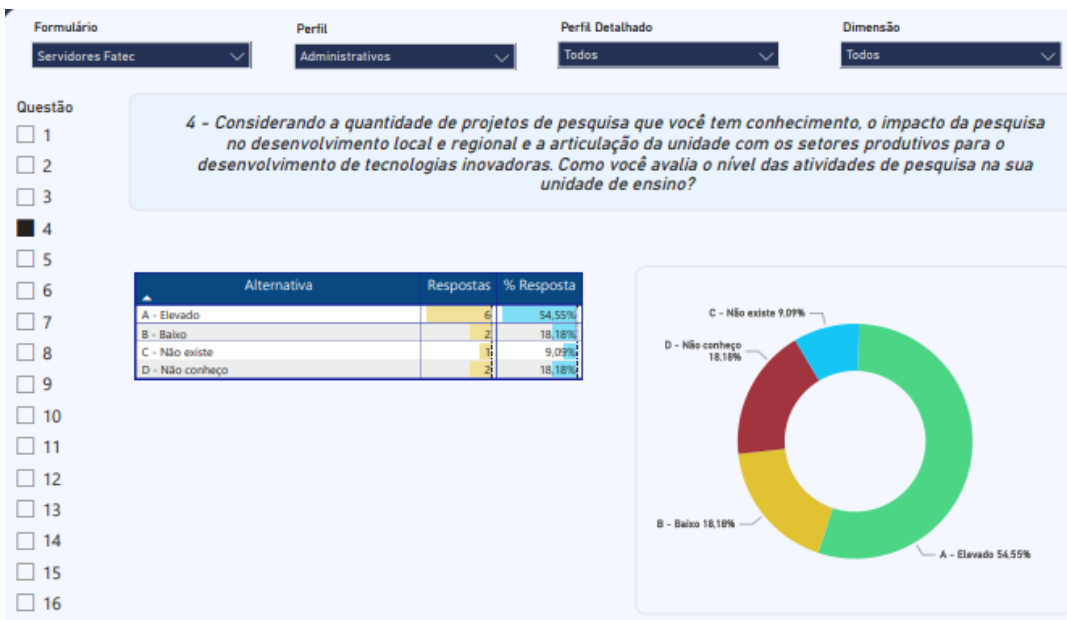 Formulário
Perfil
Perfil Detalhado
Dimensão
Servidores Fatec
Administrativos
Todos
Todos
Questão
1
2
3
4
5
6
7
8
9
10
11
12
13
14
15
16
4 - Considerando a quantidade de projetos de pesquisa que você tem conhecimento, o impacto da pesquisa
no desenvolvimento local e regional e a articulação da unidade com os setores produtivos para o
desenvolvimento de tecnologias inovadoras. Como você avalia o nível das atividades de pesquisa na sua
unidade de ensino?
Alternativa Respostas % Resposta
A - Elevado 6 54,55%
B - Baixo 2 18,18%
C - Não existe 1 9,09%
D - Não conheço 2 18,18%
C - Não existe 9,09%
D - Não conheço
18,18%
B - Baixo 18,18%
A - Elevado 54,55%